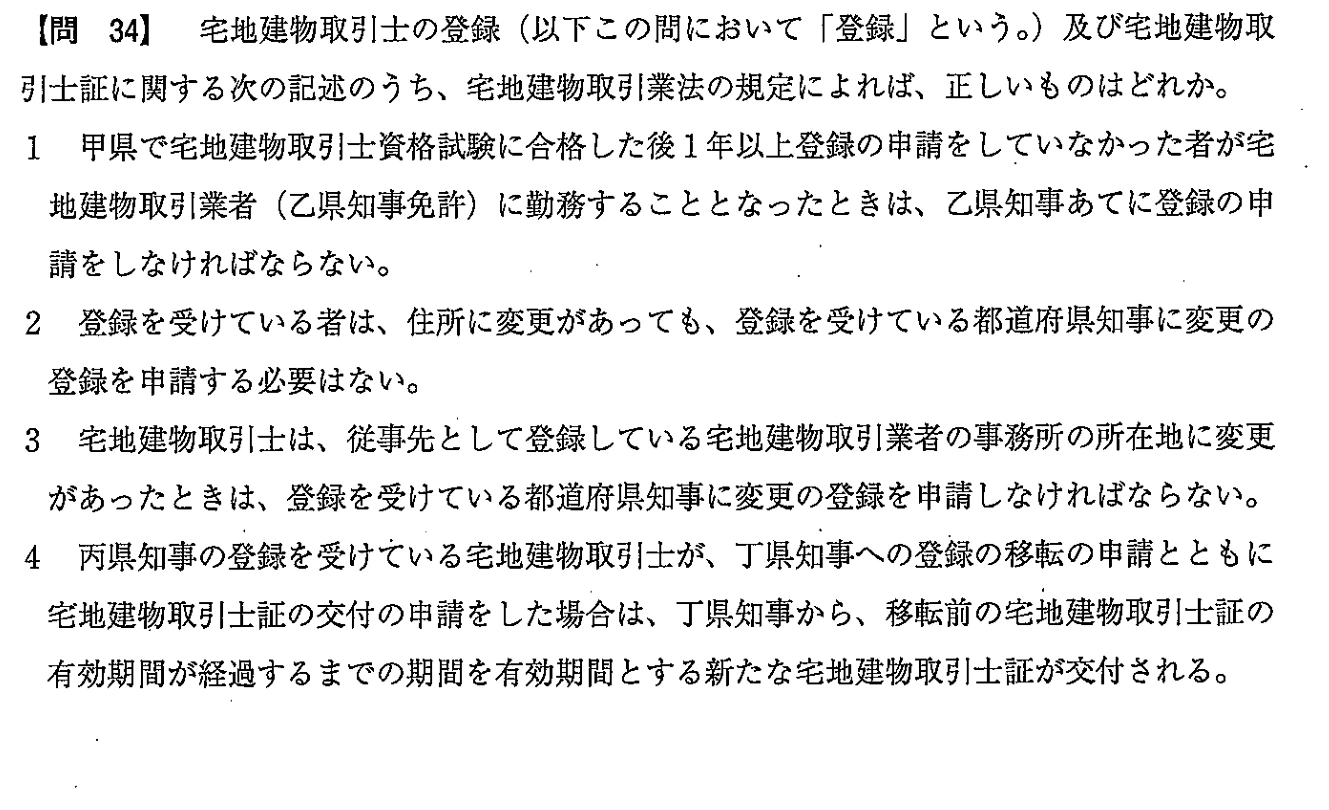 【問　34】　宅地建物取引士の登録（以下この問において「登録」という。）及び宅地建物取
引士証に関する次の記述のうち、宅地建物取引業法の規定によれば、正しいものはどれか。
1　甲県で宅地建物取引士資格試験に合格した後1年以上登録の申請をしていなかった者が宅
地建物取引業者（乙県知事免許）に勤務することとなったときは、乙県知事あてに登録の申
請をしなければならない。
2　登録を受けている者は、住所に変更があっても、登録を受けている都道府県知事に変更の
登録を申請する必要はない。
3　宅地建物取引士は、従事先として登録している宅地建物取引業者の事務所の所在地に変更
があったときは、登録を受けている都道府県知事に変更の登録を申請しなければならない。
4　丙県知事の登録を受けている宅地建物取引士が、丁県知事への登録の移転の申請とともに
宅地建物取引士証の交付の申請をした場合は、丁県知事から、移転前の宅地建物取引士証の
有効期間が経過するまでの期間を有効期間とする新たな宅地建物取引士証が交付される。